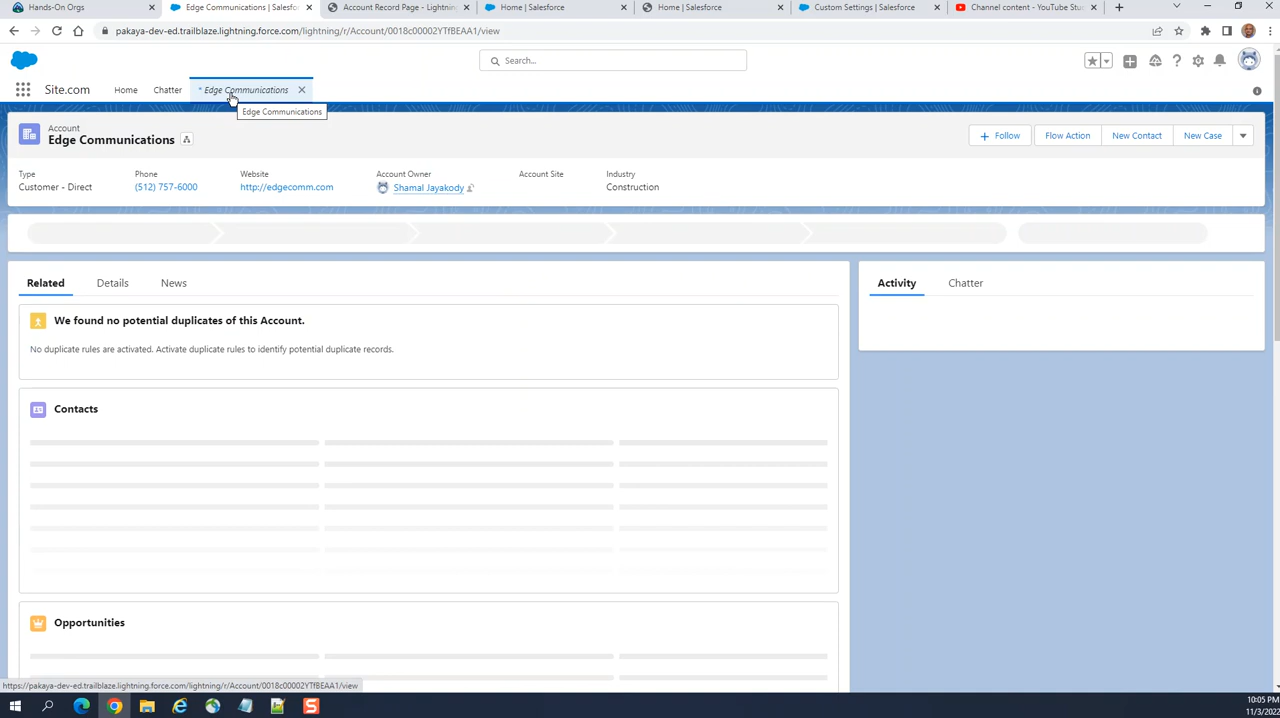 Hands-On Orgs
Edge Communications | Salesfo
Account Record Page - Lightnin
Home | Salesforce
Home | Salesforce
Custom Settings | Salesforce
Channel content - YouTube Stu
pakaya-dev-ed.trailblaze.lightning.force.com/lightning/r/Account/0018c00002YTfBEAA1/view
Search...
Site.com
Home
Chatter
* Edge Communications
Edge Communications
Account
Edge Communications
Follow
Flow Action
New Contact
New Case
Type
Customer - Direct
Phone
(512) 757-6000
Website
http://edgecomm.com
Account Owner
Shamal Jayakody
Account Site
Industry
Construction
Related
Details
News
Activity
Chatter
We found no potential duplicates of this Account.
No duplicate rules are activated. Activate duplicate rules to identify potential duplicate records.
Contacts
Opportunities
https://pakaya-dev-ed.trailblaze.lightning.force.com/lightning/r/Account/0018c00002YTfBEAA1/view
10:05 PM
11/3/2022